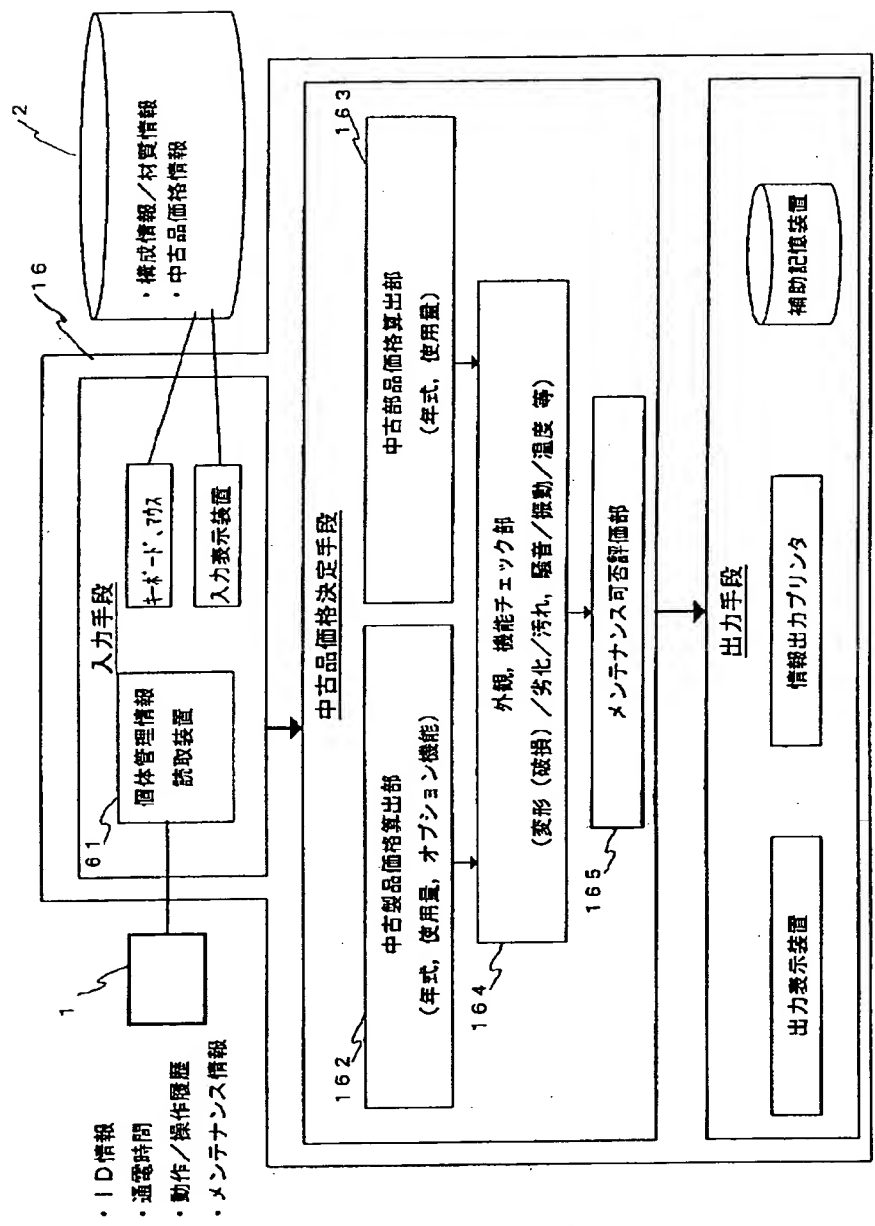 ・ID情報
・通電時間
・動作／操作履歴
・メンテナンス情報
1
16
2
・構成情報／材質情報
・中古品価格情報
入力手段
61
個体管理情報
読取装置
キーボード、マウス
入力表示装置
中古品価格決定手段
162
中古製品価格算出部
(年式，使用量，オプション機能)
163
中古部品価格算出部
(年式，使用量)
164
外観，機能チェック部
(変形（破損）／劣化／汚れ，騒音／振動／温度 等)
165
メンテナンス可否評価部
出力手段
出力表示装置
情報出力プリンタ
補助記憶装置